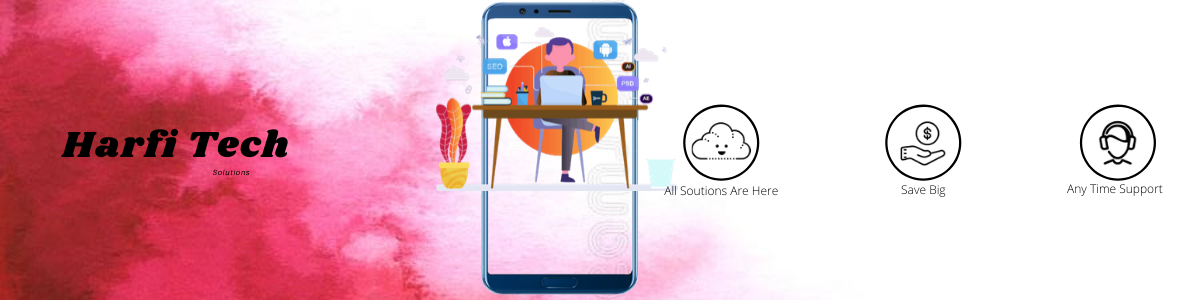 Harfi Tech
Solutions
SEO
Ai
PSD
AE
All Soutions Are Here
Save Big
Any Time Support